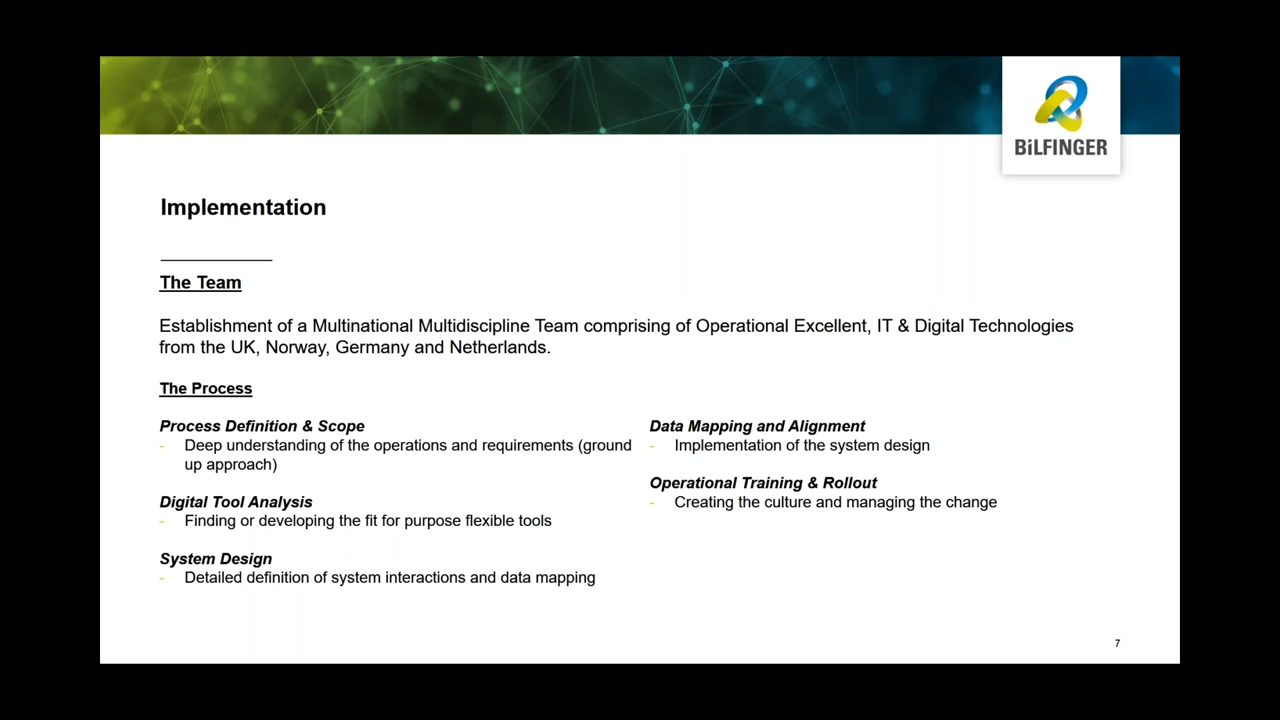 BiLFINGER
Implementation
The Team
Establishment of a Multinational Multidiscipline Team comprising of Operational Excellent, IT & Digital Technologies
from the UK, Norway, Germany and Netherlands.
The Process
Process Definition & Scope
- Deep understanding of the operations and requirements (ground
up approach)
Digital Tool Analysis
- Finding or developing the fit for purpose flexible tools
System Design
- Detailed definition of system interactions and data mapping
Data Mapping and Alignment
- Implementation of the system design
Operational Training & Rollout
- Creating the culture and managing the change
7